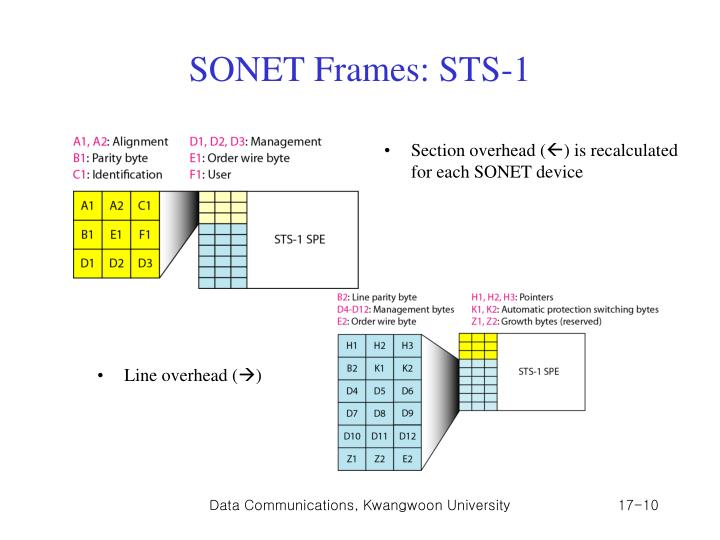 SONET Frames: STS-1
A1, A2: Alignment D1, D2, D3: Management
B1: Parity byte E1: Order wire byte
C1: Identification F1: User
• Section overhead (←) is recalculated
for each SONET device
A1 A2 C1
B1 E1 F1
D1 D2 D3
STS-1 SPE
B2: Line parity byte H1, H2, H3: Pointers
D4-D12: Management bytes K1, K2: Automatic protection switching bytes
E2: Order wire byte Z1, Z2: Growth bytes (reserved)
H1 H2 H3
B2 K1 K2
D4 D5 D6
D7 D8 D9
D10 D11 D12
Z1 Z2 E2
STS-1 SPE
• Line overhead (→)
Data Communications, Kwangwoon University 17-10